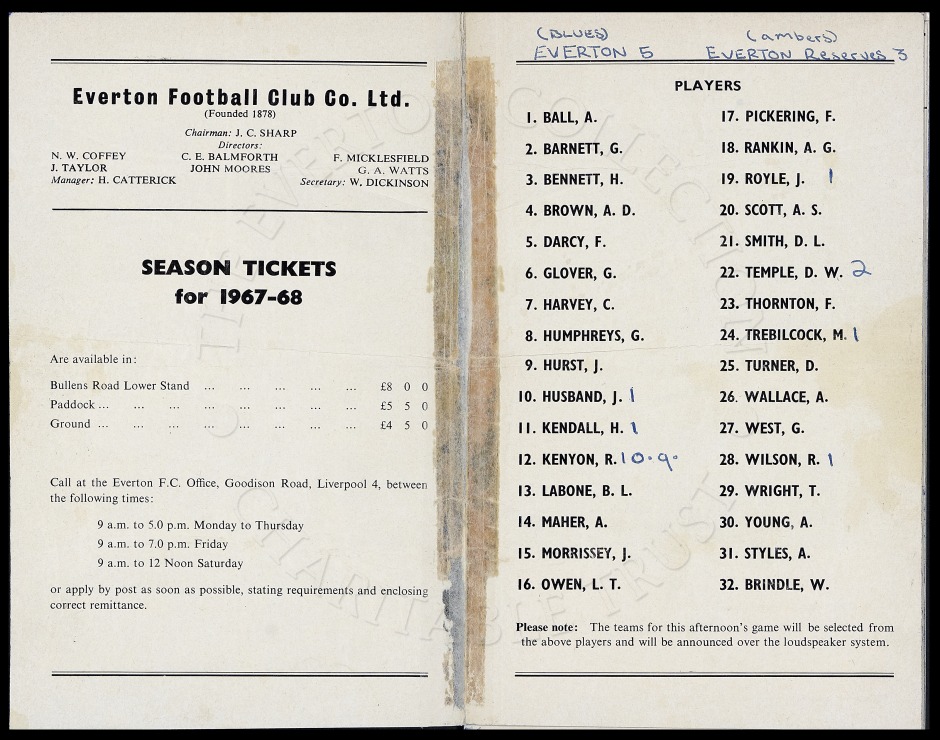 Everton Football Club Co. Ltd.
(Founded 1878)
Chairman: J. C. SHARP
Directors:
N. W. COFFEY C. E. BALMFORTH F. MICKLESFIELD
J. TAYLOR JOHN MOORES G. A. WATTS
Manager: H. CATTERICK Secretary: W. DICKINSON
SEASON TICKETS
for 1967-68
Are available in:
Bullens Road Lower Stand ... ... ... ... ... £8 0 0
Paddock ... ... ... ... ... ... ... ... £5 5 0
Ground ... ... ... ... ... ... ... ... £4 5 0
Call at the Everton F.C. Office, Goodison Road, Liverpool 4, between
the following times:
9 a.m. to 5.0 p.m. Monday to Thursday
9 a.m. to 7.0 p.m. Friday
9 a.m. to 12 Noon Saturday
or apply by post as soon as possible, stating requirements and enclosing
correct remittance.
(BLUES) (ambers)
EVERTON 5 EVERTON Reserves 3
PLAYERS
1. BALL, A.
2. BARNETT, G.
3. BENNETT, H.
4. BROWN, A. D.
5. DARCY, F.
6. GLOVER, G.
7. HARVEY, C.
8. HUMPHREYS, G.
9. HURST, J.
10. HUSBAND, J. 1
11. KENDALL, H. 1
12. KENYON, R. 1 o.g.
13. LABONE, B. L.
14. MAHER, A.
15. MORRISSEY, J.
16. OWEN, L. T.
17. PICKERING, F.
18. RANKIN, A. G.
19. ROYLE, J. 1
20. SCOTT, A. S.
21. SMITH, D. L.
22. TEMPLE, D. W. 2
23. THORNTON, F.
24. TREBILCOCK, M. 1
25. TURNER, D.
26. WALLACE, A.
27. WEST, G.
28. WILSON, R. 1
29. WRIGHT, T.
30. YOUNG, A.
31. STYLES, A.
32. BRINDLE, W.
Please note: The teams for this afternoon's game will be selected from
the above players and will be announced over the loudspeaker system.
© THE EVERTON COLLECTION
CHARITABLE TRUST